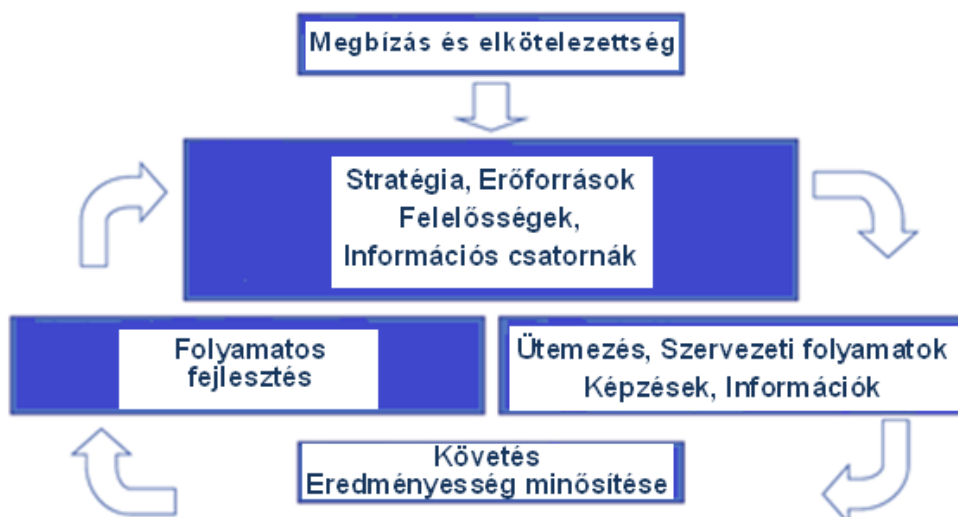 Megbízás és elkötelezettség
Stratégia, Erőforrások
Felelősségek,
Információs csatornák
Folyamatos
fejlesztés
Ütemezés, Szervezeti folyamatok
Képzések, Információk
Követés
Eredményesség minősítése